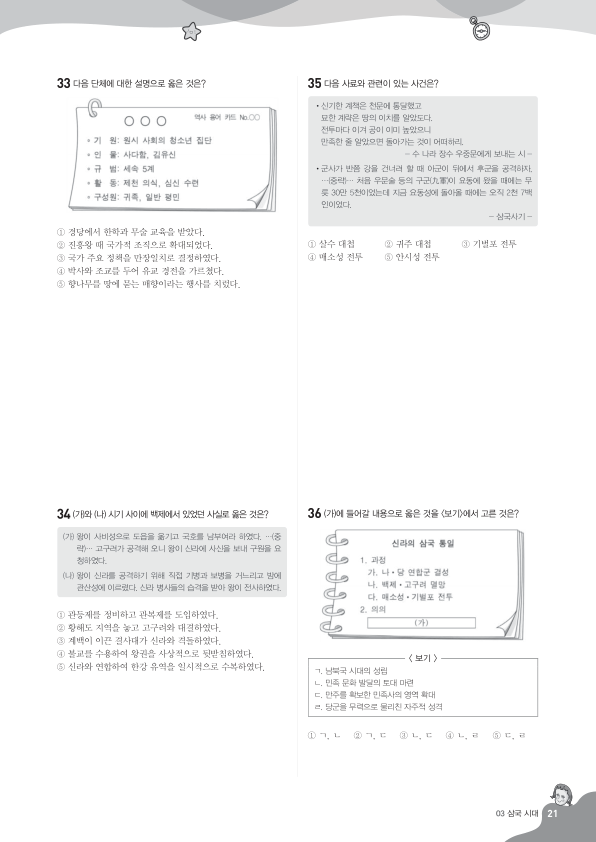 33 다음 단체에 대한 설명으로 옳은 것은?
○ ○ ○
역사 용어 카드 No.○○
* 기 원: 원시 사회의 청소년 집단
* 인 물: 사다함, 김유신
* 규 범: 세속 5계
* 활 동: 제천 의식, 심신 수련
* 구성원: 귀족, 일반 평민
① 경당에서 한학과 무술 교육을 받았다.
② 진흥왕 때 국가적 조직으로 확대되었다.
③ 국가 주요 정책을 만장일치로 결정하였다.
④ 박사와 조교를 두어 유교 경전을 가르쳤다.
⑤ 향나무를 땅에 묻는 매향이라는 행사를 치렀다.
34 (가)와 (나) 시기 사이에 백제에서 있었던 사실로 옳은 것은?
(가) 왕이 사비성으로 도읍을 옮기고 국호를 남부여라 하였다. …(중
략)… 고구려가 공격해 오니 왕이 신라에 사신을 보내 구원을 요
청하였다.
(나) 왕이 신라를 공격하기 위해 직접 기병과 보병을 거느리고 밤에
관산성에 이르렀다. 신라 병사들의 습격을 받아 왕이 전사하였다.
① 관등제를 정비하고 관복제를 도입하였다.
② 황해도 지역을 놓고 고구려와 대결하였다.
③ 계백이 이끈 결사대가 신라와 격돌하였다.
④ 불교를 수용하여 왕권을 사상적으로 뒷받침하였다.
⑤ 신라와 연합하여 한강 유역을 일시적으로 수복하였다.
35 다음 사료와 관련이 있는 사건은?
• 신기한 계책은 천문에 통달했고
묘한 계략은 땅의 이치를 알았도다.
전투마다 이겨 공이 이미 높았으니
만족한 줄 알았으면 돌아가는 것이 어떠하리.
– 수 나라 장수 우중문에게 보내는 시 –
• 군사가 반쯤 강을 건너려 할 때 아군이 뒤에서 후군을 공격하자,
…(중략)… 처음 우문술 등의 구군(九軍)이 요동에 왔을 때에는 무
릇 30만 5천이었는데 지금 요동성에 돌아올 때에는 오직 2천 7백
인이었다.
– 삼국사기 –
① 살수 대첩 ② 귀주 대첩 ③ 기벌포 전투
④ 매소성 전투 ⑤ 안시성 전투
36 (가)에 들어갈 내용으로 옳은 것을 〈보기〉에서 고른 것은?
신라의 삼국 통일
1. 과정
가. 나•당 연합군 결성
나. 백제•고구려 멸망
다. 매소성•기벌포 전투
2. 의의
(가)
〈 보기 〉
ㄱ. 남북국 시대의 성립
ㄴ. 민족 문화 발달의 토대 마련
ㄷ. 만주를 확보한 민족사의 영역 확대
ㄹ. 당군을 무력으로 물리친 자주적 성격
① ㄱ, ㄴ ② ㄱ, ㄷ ③ ㄴ, ㄷ ④ ㄴ, ㄹ ⑤ ㄷ, ㄹ
03 삼국 시대 21